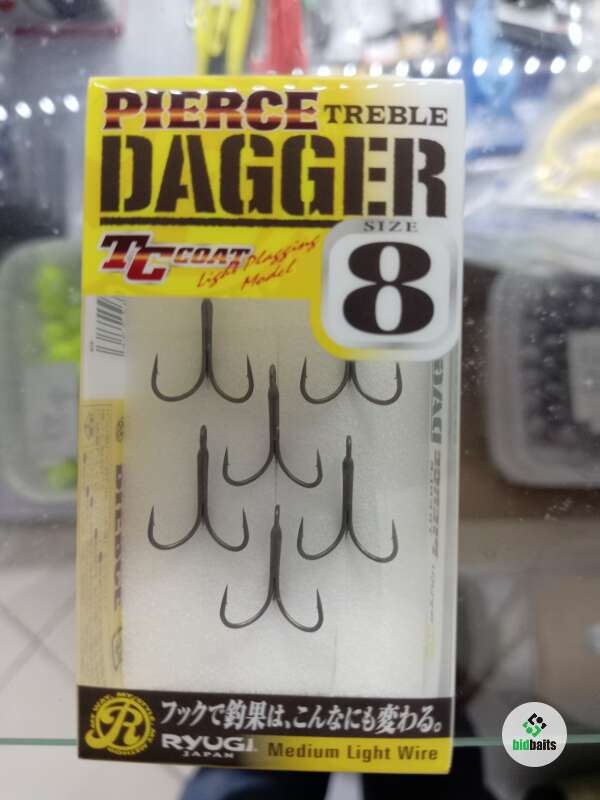 PIERCE TREBLE
DAGGER
SIZE
8
TC COAT
Light Plugging
Model
PIERCE
フックで釣果は、こんなにも変わる。
R
RYUGI
JAPAN
Medium Light Wire
bidbaits